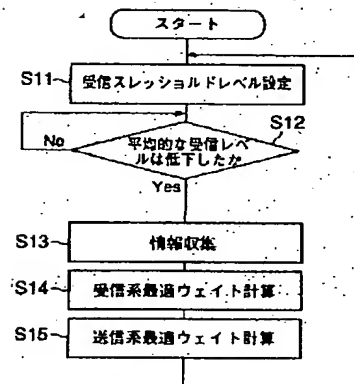 スタート
S11
受信スレッショルドレベル設定
S12
平均的な受信レベ
ルは低下したか
No
Yes
S13
情報収集
S14
受信系最適ウェイト計算
S15
送信系最適ウェイト計算